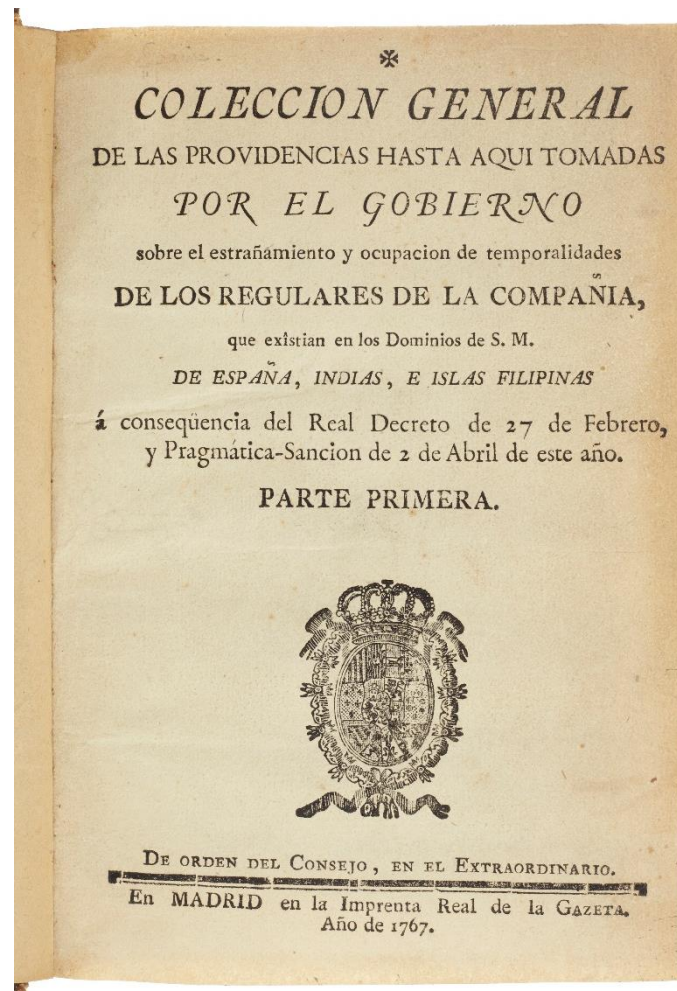 COLECCION GENERAL
DE LAS PROVIDENCIAS HASTA AQUI TOMADAS
POR EL GOBIERNO
sobre el estrañamiento y ocupacion de temporalidades
DE LOS REGULARES DE LA COMPAÑIA,
que exîstian en los Dominios de S. M.
DE ESPAÑA, INDIAS, E ISLAS FILIPINAS
á conseqüencia del Real Decreto de 27 de Febrero,
y Pragmática-Sancion de 2 de Abril de este año.
PARTE PRIMERA.
DE ORDEN DEL CONSEJO, EN EL EXTRAORDINARIO.
En MADRID en la Imprenta Real de la GAZETA.
Año de 1767.